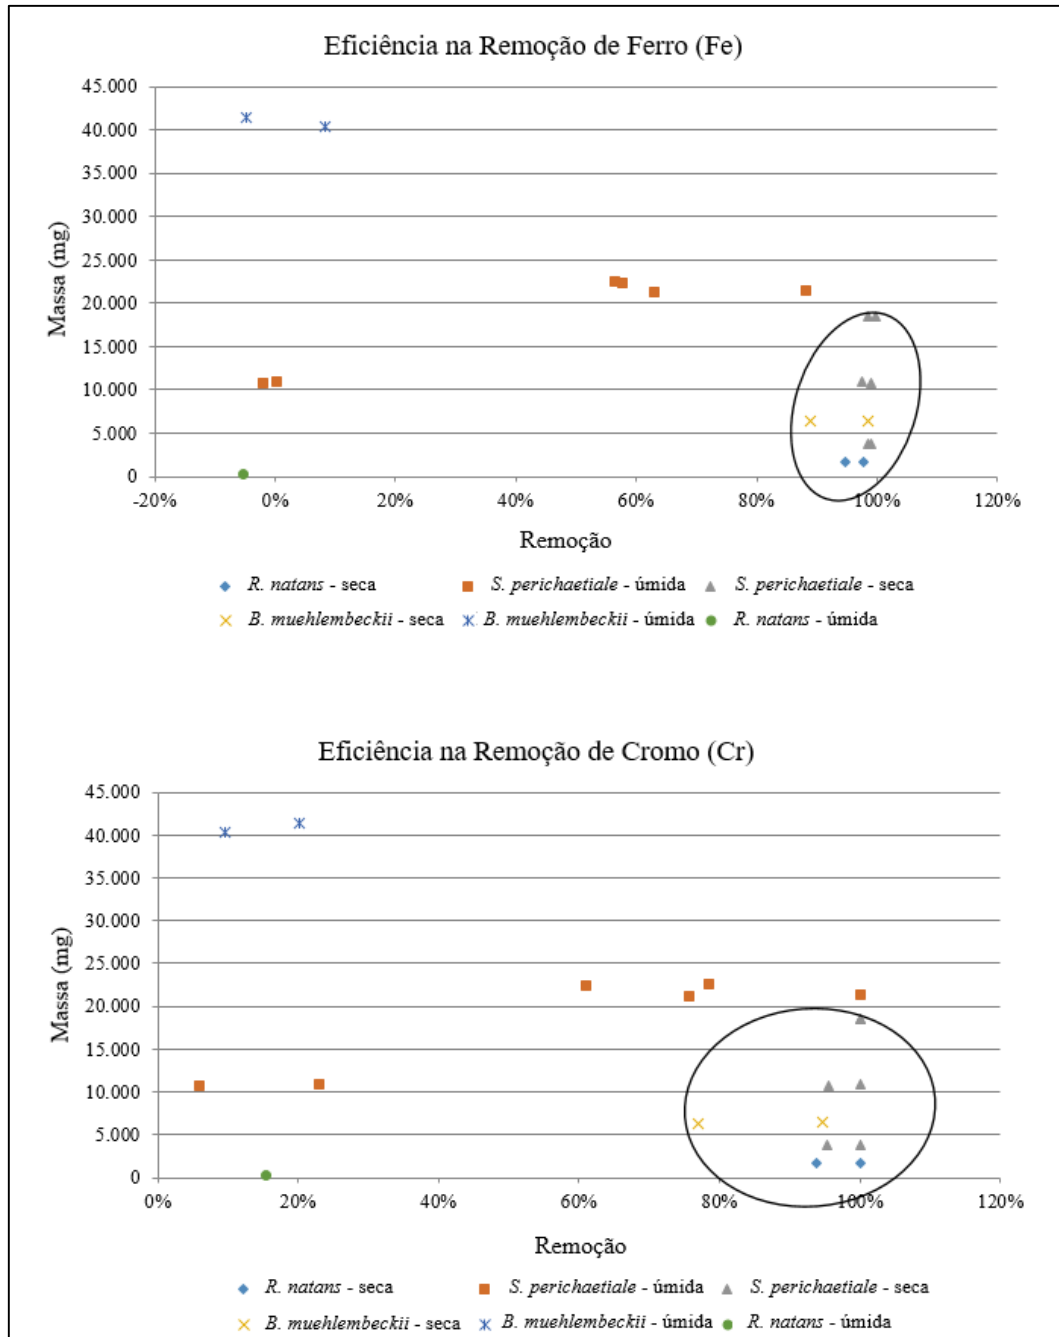 Eficiência na Remoção de Ferro (Fe)
45.000
40.000
35.000
30.000
25.000
20.000
15.000
10.000
5.000
0
Massa (mg)
-20% 0% 20% 40% 60% 80% 100% 120%
Remoção
R. natans - seca S. perichaetiale - úmida S. perichaetiale - seca
B. muehlembeckii - seca B. muehlembeckii - úmida R. natans - úmida
Eficiência na Remoção de Cromo (Cr)
45.000
40.000
35.000
30.000
25.000
20.000
15.000
10.000
5.000
0
Massa (mg)
0% 20% 40% 60% 80% 100% 120%
Remoção
R. natans - seca S. perichaetiale - úmida S. perichaetiale - seca
B. muehlembeckii - seca B. muehlembeckii - úmida R. natans - úmida